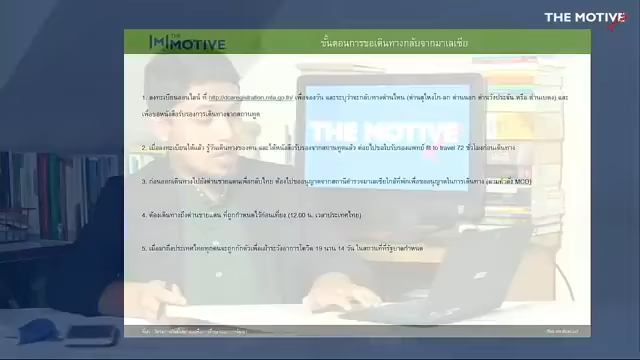 THE MOTIVE
THE
MOTIVE
ขั้นตอนการขอเดินทางกลับจากมาเลเซีย
THE MOTIVE
1. ลงทะเบียนออนไลน์ ที่ http://dcaregistration.mfa.go.th/ เพื่อจองวัน และระบุว่าจะกลับทางด่านไหน (ด่านสุไหงโก-ลก ด่านนอก ด่านวังประจัน หรือ ด่านเบตง) และ
เพื่อขอหนังสือรับรองการเดินทางจากสถานทูต
2. เมื่อลงทะเบียนได้แล้ว รู้วันเดินทางของตน และได้หนังสือรับรองจากสถานทูตแล้ว ต่อไปขอใบรับรองแพทย์ fit to travel 72 ชั่วโมงก่อนเดินทาง
3. ก่อนออกเดินทางไปยังด่านชายแดนเพื่อกลับไทย ต้องไปขออนุญาตจากสถานีตำรวจมาเลเซียใกล้ที่พักเพื่อขออนุญาตในการเดินทาง MCO)
4. ต้องเดินทางถึงด่านชายแดน ที่ถูกกำหนดไว้ก่อนเที่ยง (12.00 น. เวลาประเทศไทย)
5. เมื่อมาถึงประเทศไทยทุกคนจะถูกกักตัวเพื่อเฝ้าระวังอาการโควิด 19 นาน 14 วัน ในสถานที่ที่รัฐบาลกำหนด